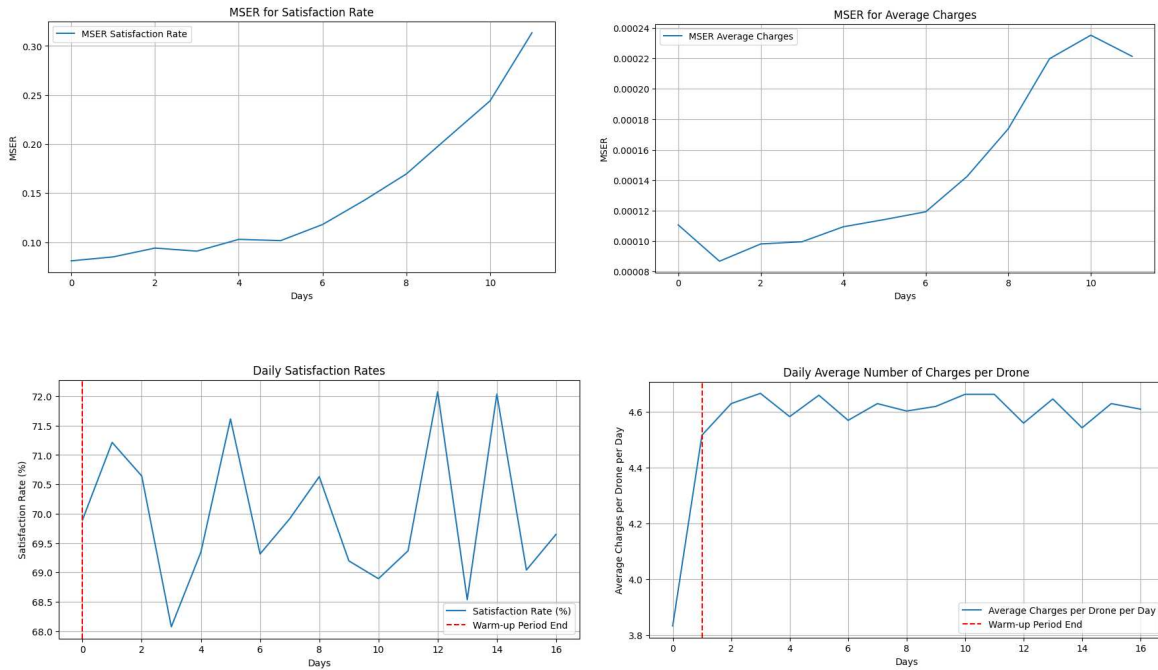 MSER for Satisfaction Rate
MSER Satisfaction Rate
0.30
0.25
0.20
0.15
0.10
MSER
0 2 4 6 8 10
Days
MSER for Average Charges
MSER Average Charges
0.00024
0.00022
0.00020
0.00018
0.00016
0.00014
0.00012
0.00010
0.00008
MSER
0 2 4 6 8 10
Days
Daily Satisfaction Rates
72.0
71.5
71.0
70.5
70.0
69.5
69.0
68.5
68.0
Satisfaction Rate (%)
Satisfaction Rate (%)
Warm-up Period End
0 2 4 6 8 10 12 14 16
Days
Daily Average Number of Charges per Drone
4.6
4.4
4.2
4.0
3.8
Average Charges per Drone per Day
Average Charges per Drone per Day
Warm-up Period End
0 2 4 6 8 10 12 14 16
Days